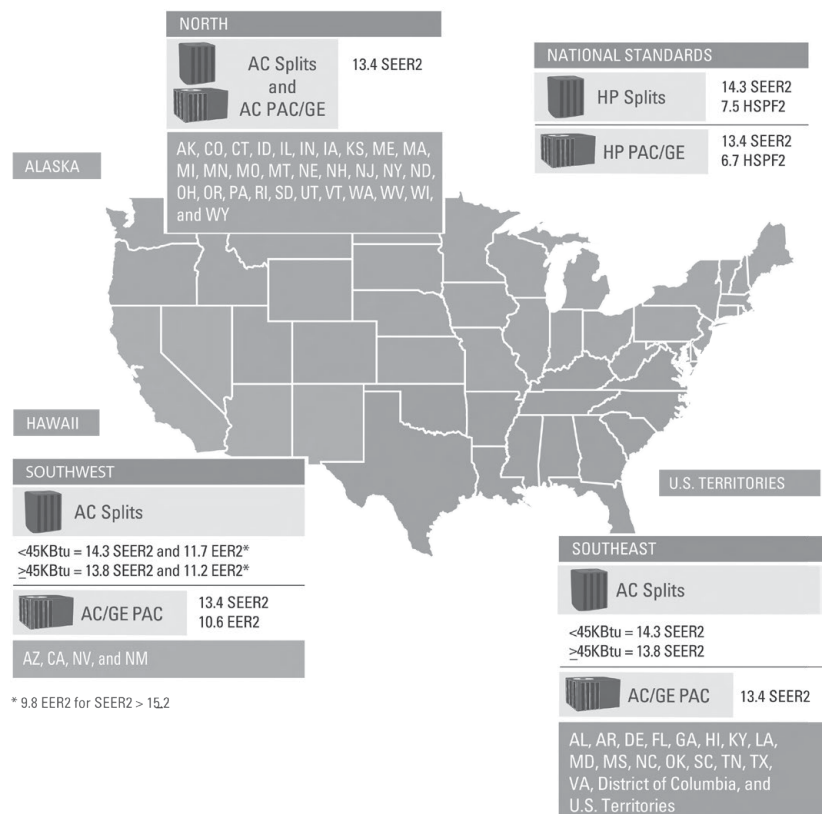 NORTH
AC Splits
and
AC PAC/GE
13.4 SEER2
AK, CO, CT, ID, IL, IN, IA, KS, ME, MA,
MI, MN, MO, MT, NE, NH, NJ, NY, ND,
OH, OR, PA, RI, SD, UT, VT, WA, WV, WI,
and WY
NATIONAL STANDARDS
HP Splits
14.3 SEER2
7.5 HSPF2
HP PAC/GE
13.4 SEER2
6.7 HSPF2
ALASKA
HAWAII
SOUTHWEST
AC Splits
<45KBtu = 14.3 SEER2 and 11.7 EER2*
≥45KBtu = 13.8 SEER2 and 11.2 EER2*
AC/GE PAC
13.4 SEER2
10.6 EER2
AZ, CA, NV, and NM
* 9.8 EER2 for SEER2 > 15.2
U.S. TERRITORIES
SOUTHEAST
AC Splits
<45KBtu = 14.3 SEER2
≥45KBtu = 13.8 SEER2
AC/GE PAC
13.4 SEER2
AL, AR, DE, FL, GA, HI, KY, LA,
MD, MS, NC, OK, SC, TN, TX,
VA, District of Columbia, and
U.S. Territories